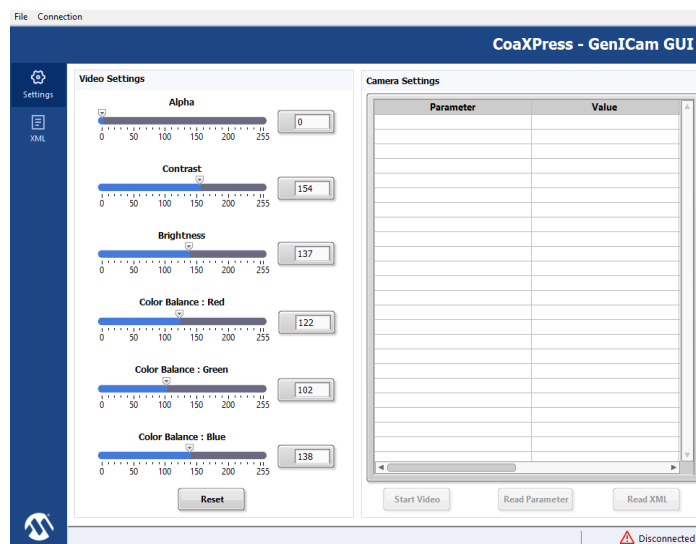 File Connection
CoaXPress - GenICam GUI
Settings
XML
Video Settings
Alpha
0
0 50 100 150 200 255
Contrast
154
0 50 100 150 200 255
Brightness
137
0 50 100 150 200 255
Color Balance : Red
122
0 50 100 150 200 255
Color Balance : Green
102
0 50 100 150 200 255
Color Balance : Blue
138
0 50 100 150 200 255
Reset
Camera Settings
Parameter Value
Start Video Read Parameter Read XML
Disconnected